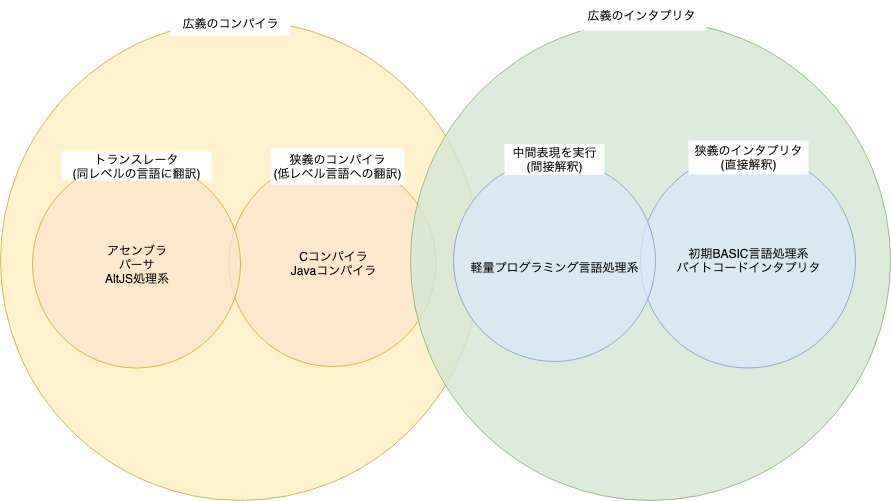 広義のコンパイラ
広義のインタプリタ
トランスレータ
(同レベルの言語に翻訳)
狭義のコンパイラ
(低レベル言語への翻訳)
中間表現を実行
(間接解釈)
狭義のインタプリタ
(直接解釈)
アセンブラ
パーサ
AltJS処理系
Cコンパイラ
Javaコンパイラ
軽量プログラミング言語処理系
初期BASIC言語処理系
バイトコードインタプリタ